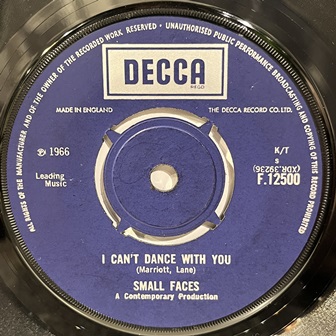 ALL RIGHTS OF THE MANUFACTURER AND OF THE OWNER OF THE RECORDED WORK RESERVED • UNAUTHORISED PUBLIC PERFORMANCE BROADCASTING AND COPYING OF THIS RECORD PROHIBITED
DECCA
MADE IN ENGLAND
THE DECCA RECORD CO. LTD.
℗ 1966
K/T
Leading
Music
S
(XDR.39236)
F.12500
I CAN'T DANCE WITH YOU
(Marriott, Lane)
SMALL FACES
A Contemporary Production